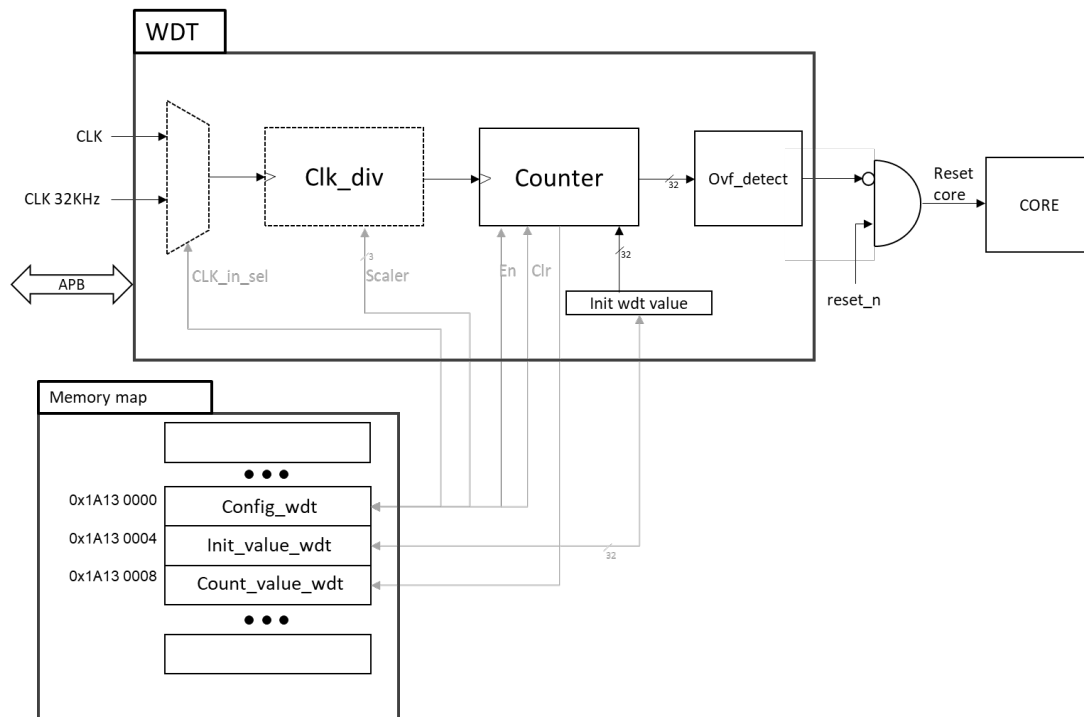 WDT
CLK
CLK 32KHz
Clk_div
Counter
Ovf_detect
32
Reset
core
CORE
CLK_in_sel
3
Scaler
En
Clr
32
APB
Init wdt value
reset_n
Memory map
0x1A13 0000
Config_wdt
0x1A13 0004
Init_value_wdt
32
0x1A13 0008
Count_value_wdt